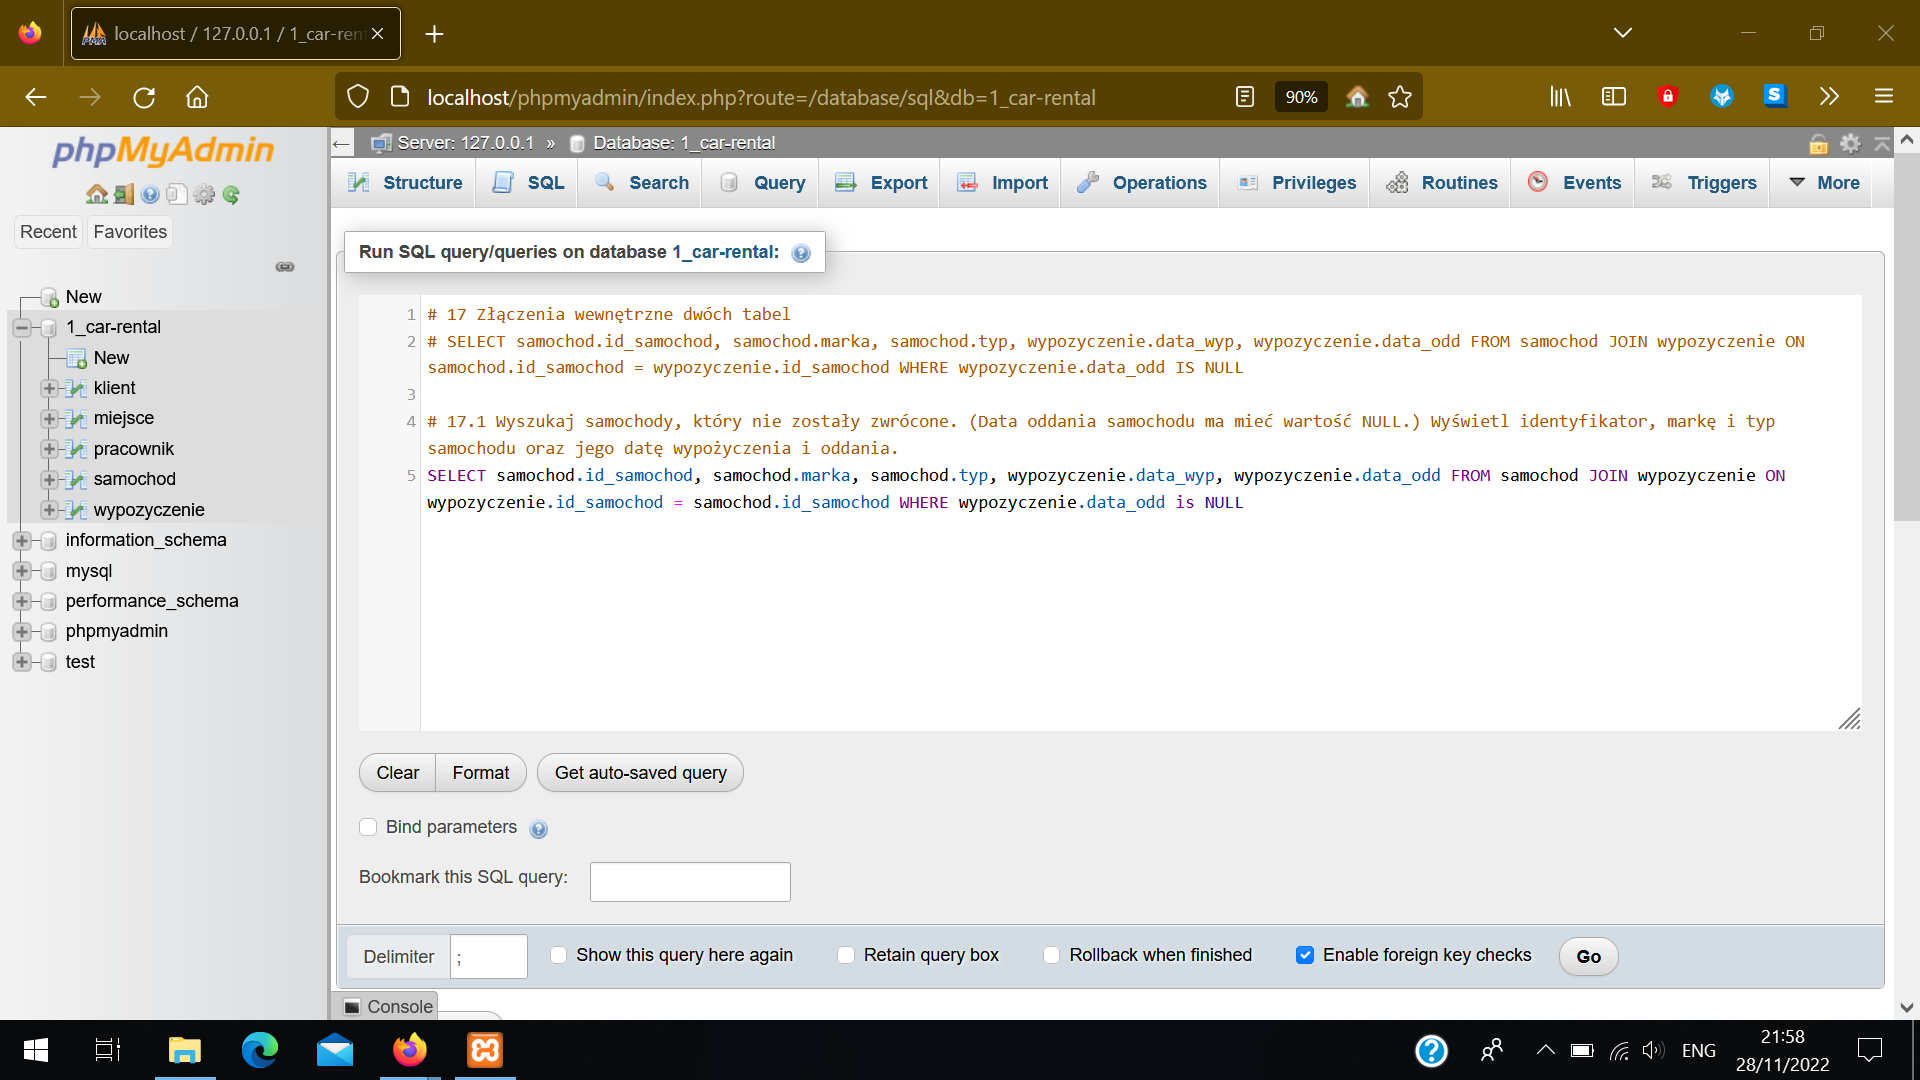 localhost / 127.0.0.1 / 1_car-ren
localhost/phpmyadmin/index.php?route=/database/sql&db=1_car-rental
90%
S
phpMyAdmin
Recent
Favorites
New
1_car-rental
New
klient
miejsce
pracownik
samochod
wypozyczenie
information_schema
mysql
performance_schema
phpmyadmin
test
Server: 127.0.0.1 » Database: 1_car-rental
Structure
SQL
Search
Query
Export
Import
Operations
Privileges
Routines
Events
Triggers
More
Run SQL query/queries on database 1_car-rental:
1 # 17 Złączenia wewnętrzne dwóch tabel
2 # SELECT samochod.id_samochod, samochod.marka, samochod.typ, wypozyczenie.data_wyp, wypozyczenie.data_odd FROM samochod JOIN wypozyczenie ON
samochod.id_samochod = wypozyczenie.id_samochod WHERE wypozyczenie.data_odd IS NULL
3
4 # 17.1 Wyszukaj samochody, który nie zostały zwrócone. (Data oddania samochodu ma mieć wartość NULL.) Wyświetl identyfikator, markę i typ
samochodu oraz jego datę wypożyczenia i oddania.
5 SELECT samochod.id_samochod, samochod.marka, samochod.typ, wypozyczenie.data_wyp, wypozyczenie.data_odd FROM samochod JOIN wypozyczenie ON
wypozyczenie.id_samochod = samochod.id_samochod WHERE wypozyczenie.data_odd is NULL
Clear
Format
Get auto-saved query
Bind parameters
Bookmark this SQL query:
Delimiter
;
Show this query here again
Retain query box
Rollback when finished
Enable foreign key checks
Go
Console
ENG
21:58
28/11/2022